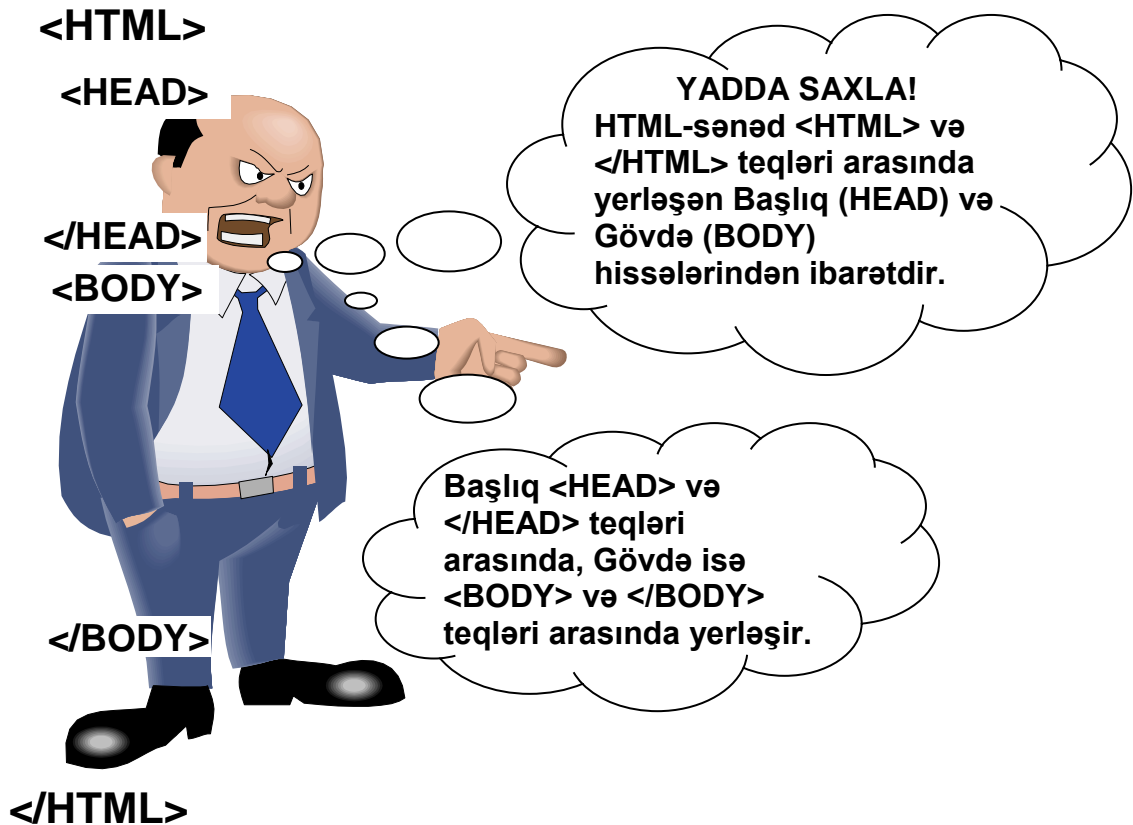 <HTML>
<HEAD>
</HEAD>
<BODY>
</BODY>
</HTML>
YADDA SAXLA!
HTML-sənəd <HTML> və
</HTML> teqləri arasında
yerləşən Başlıq (HEAD) və
Gövdə (BODY)
hissələrindən ibarətdir.
Başlıq <HEAD> və
</HEAD> teqləri
arasında, Gövdə isə
<BODY> və </BODY>
teqləri arasında yerləşir.